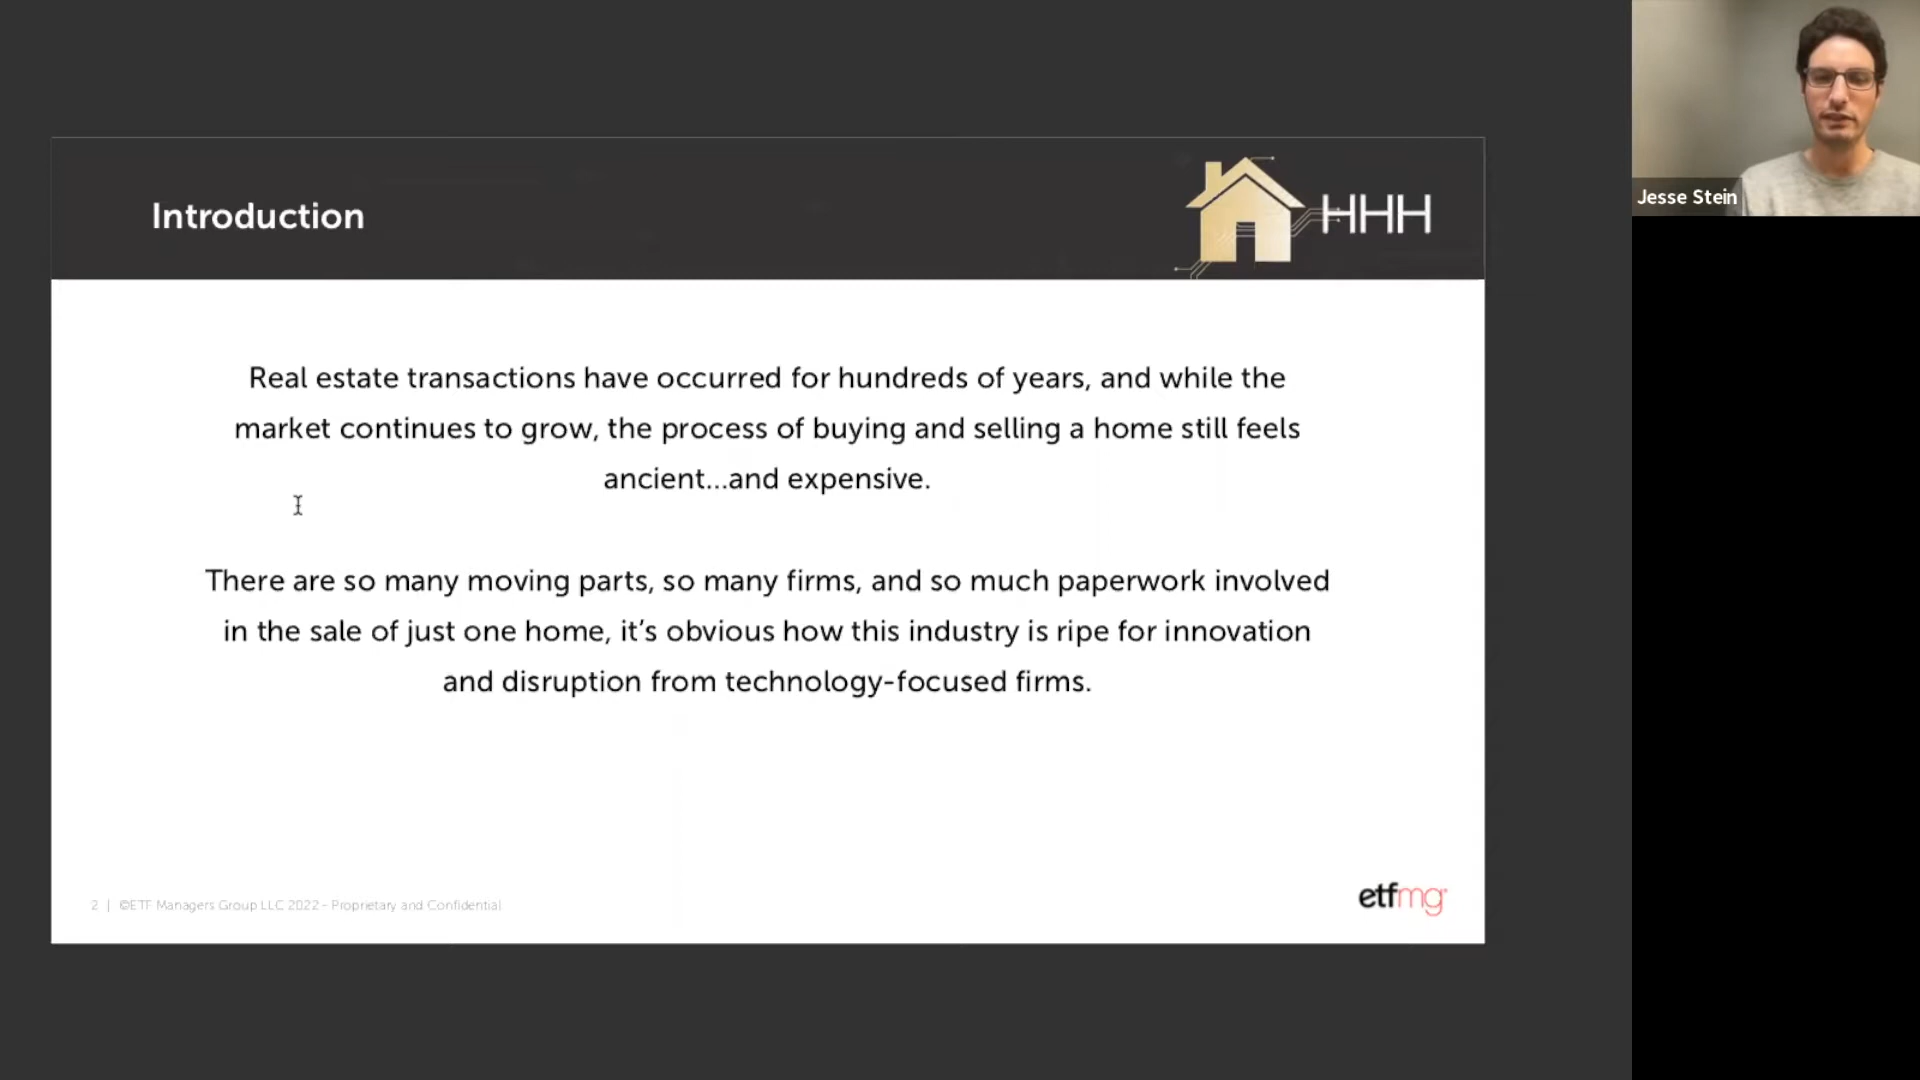 Jesse Stein
Introduction
HHH
Real estate transactions have occurred for hundreds of years, and while the
market continues to grow, the process of buying and selling a home still feels
ancient...and expensive.
There are so many moving parts, so many firms, and so much paperwork involved
in the sale of just one home, it’s obvious how this industry is ripe for innovation
and disruption from technology-focused firms.
2 | ©ETF Managers Group LLC 2022 - Proprietary and Confidential
etfmg